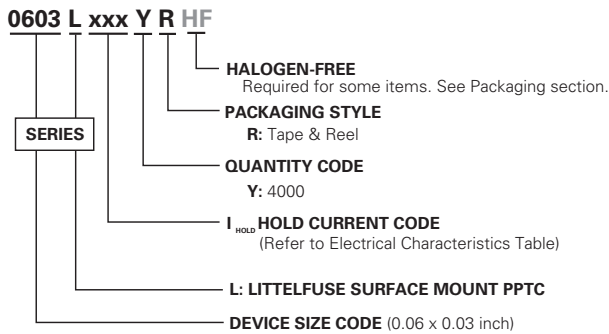 0603 L xxx Y R HF
HALOGEN-FREE
Required for some items. See Packaging section.
PACKAGING STYLE
R: Tape & Reel
SERIES
QUANTITY CODE
Y: 4000
I HOLD HOLD CURRENT CODE
(Refer to Electrical Characteristics Table)
L: LITTELFUSE SURFACE MOUNT PPTC
DEVICE SIZE CODE (0.06 x 0.03 inch)